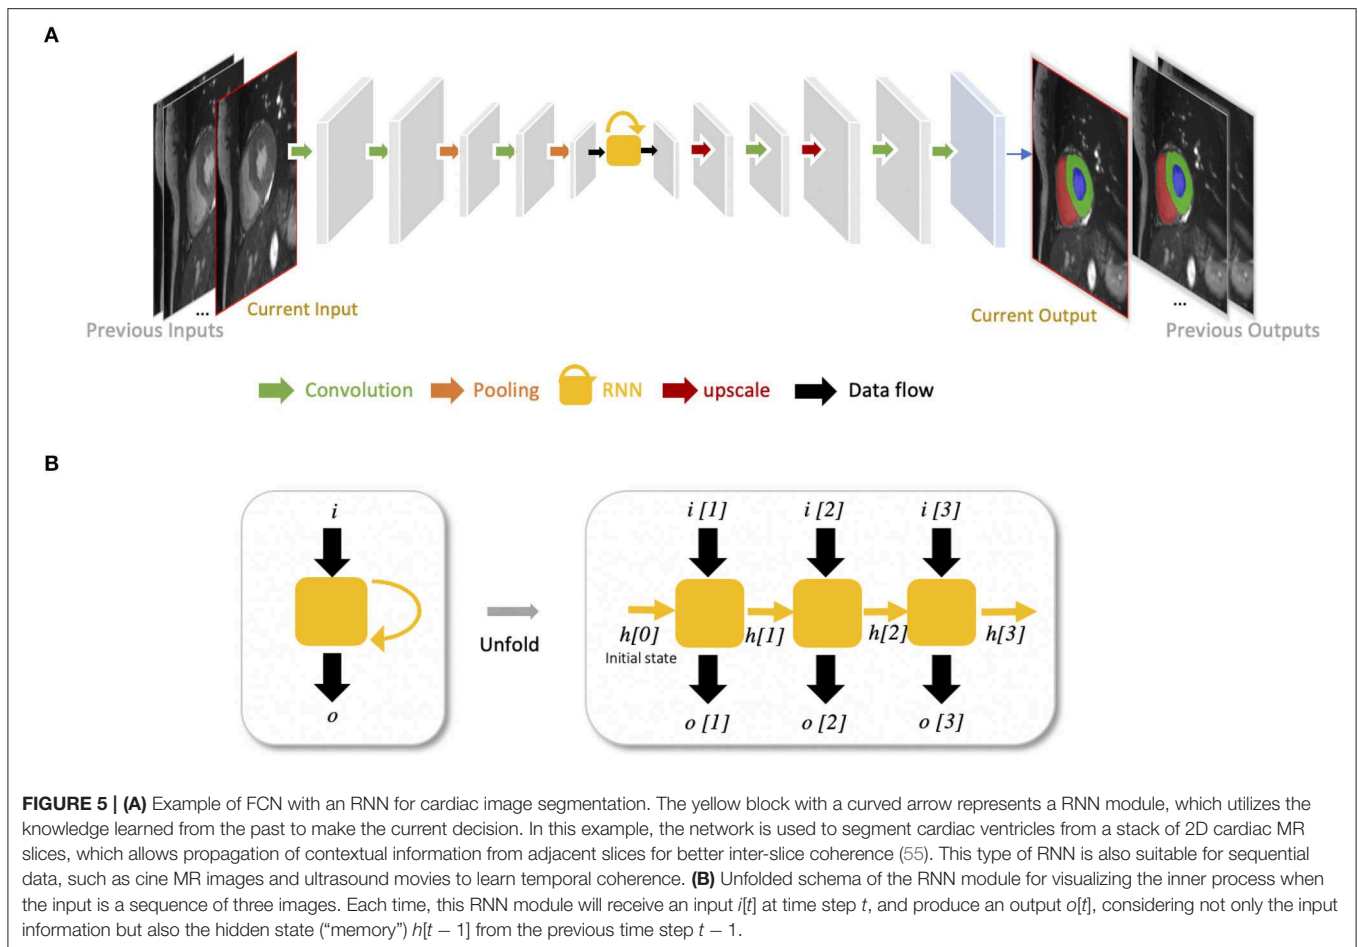 A
...
Current Input
Previous Inputs
...
Current Output
Previous Outputs
Convolution Pooling RNN upscale Data flow
B
i
o
Unfold
i [1] i [2] i [3]
h[0] h[1] h[2] h[3]
Initial state
o [1] o [2] o [3]
FIGURE 5 | (A) Example of FCN with an RNN for cardiac image segmentation. The yellow block with a curved arrow represents a RNN module, which utilizes the
knowledge learned from the past to make the current decision. In this example, the network is used to segment cardiac ventricles from a stack of 2D cardiac MR
slices, which allows propagation of contextual information from adjacent slices for better inter-slice coherence (55). This type of RNN is also suitable for sequential
data, such as cine MR images and ultrasound movies to learn temporal coherence. (B) Unfolded schema of the RNN module for visualizing the inner process when
the input is a sequence of three images. Each time, this RNN module will receive an input i[t] at time step t, and produce an output o[t], considering not only the input
information but also the hidden state (“memory”) h[t − 1] from the previous time step t − 1.